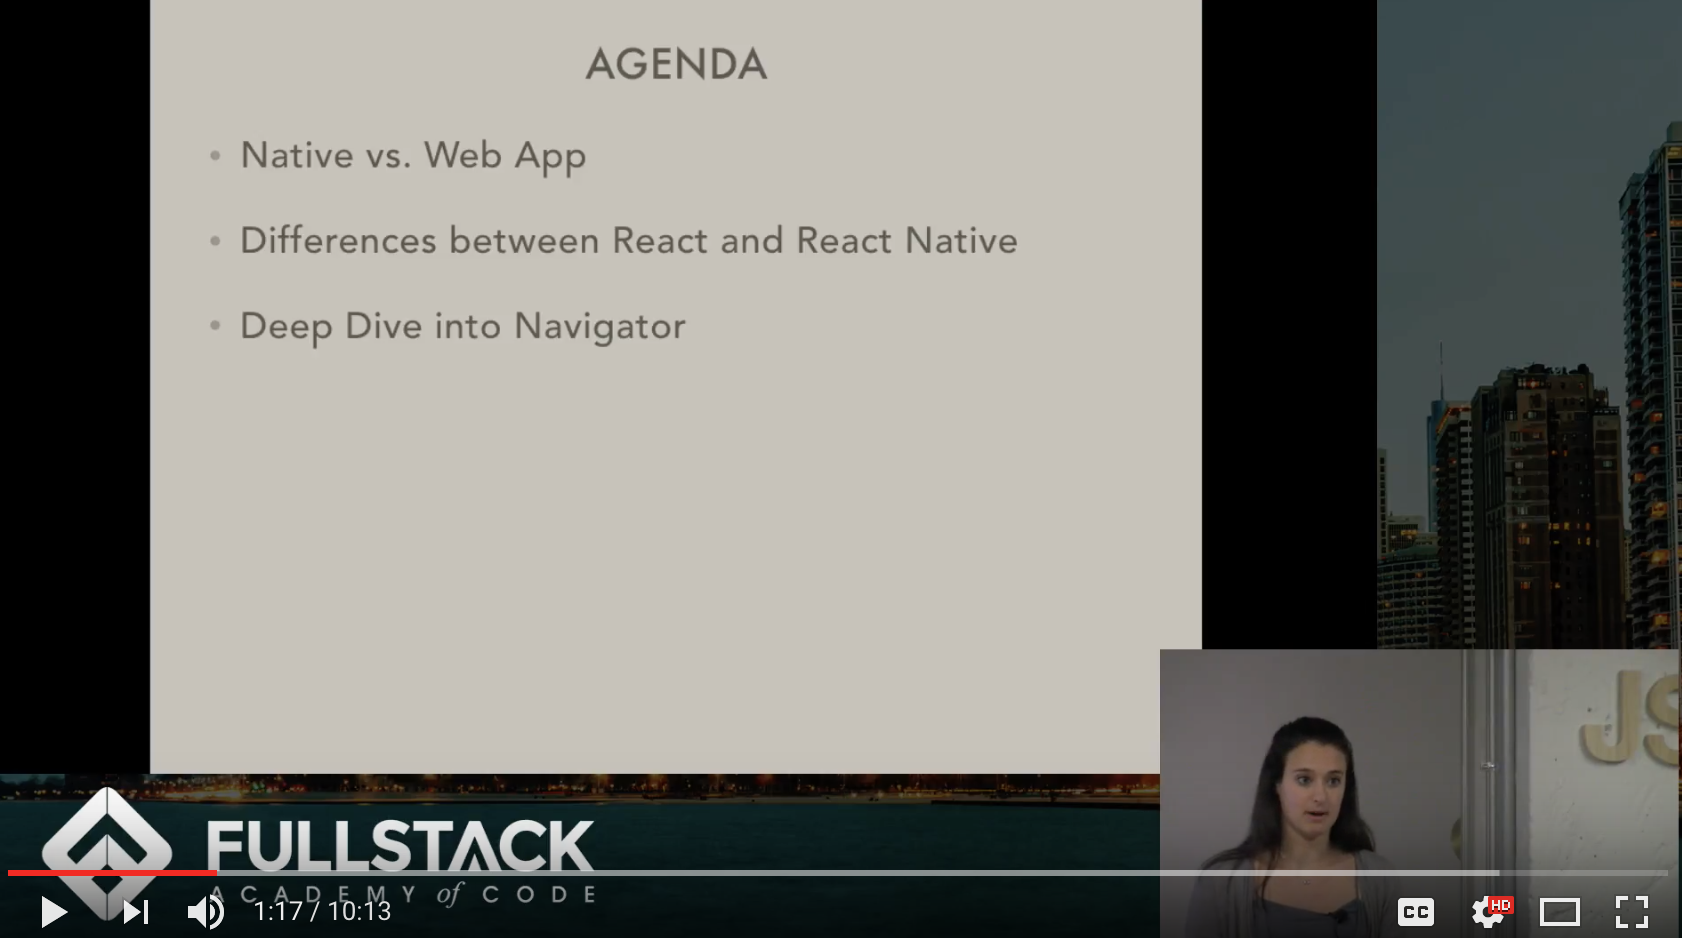 AGENDA
• Native vs. Web App
• Differences between React and React Native
• Deep Dive into Navigator
JS
FULLSTACK
ACADEMY of CODE
1:17 / 10:13
CC
HD